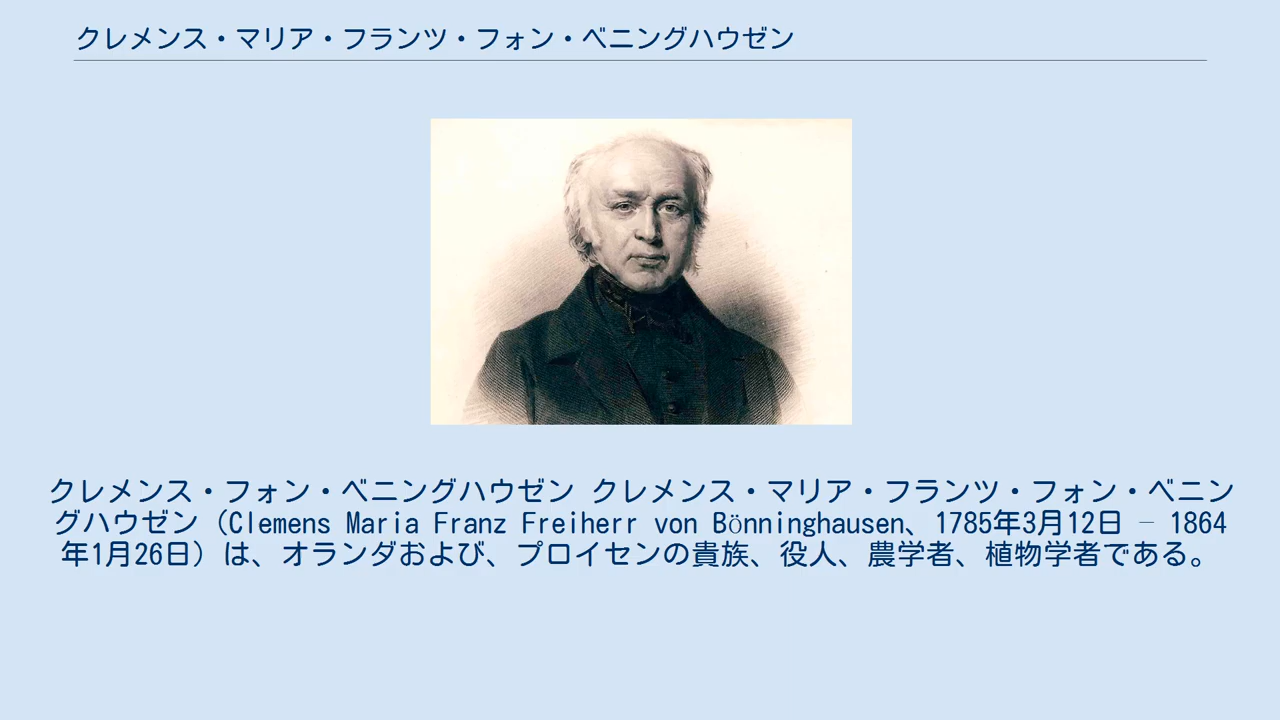 クレメンス・マリア・フランツ・フォン・ベニングハウゼン
クレメンス・フォン・ベニングハウゼン クレメンス・マリア・フランツ・フォン・ベニン
グハウゼン（Clemens Maria Franz Freiherr von Bönninghausen、1785年3月12日 – 1864
年1月26日）は、オランダおよび、プロイセンの貴族、役人、農学者、植物学者である。